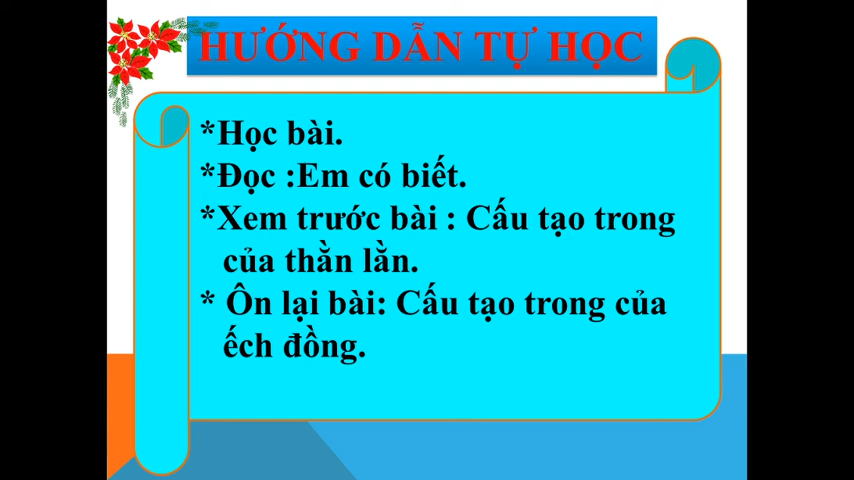 HƯỚNG DẪN TỰ HỌC
*Học bài.
*Đọc :Em có biết.
*Xem trước bài : Cấu tạo trong
của thằn lằn.
* Ôn lại bài: Cấu tạo trong của
ếch đồng.